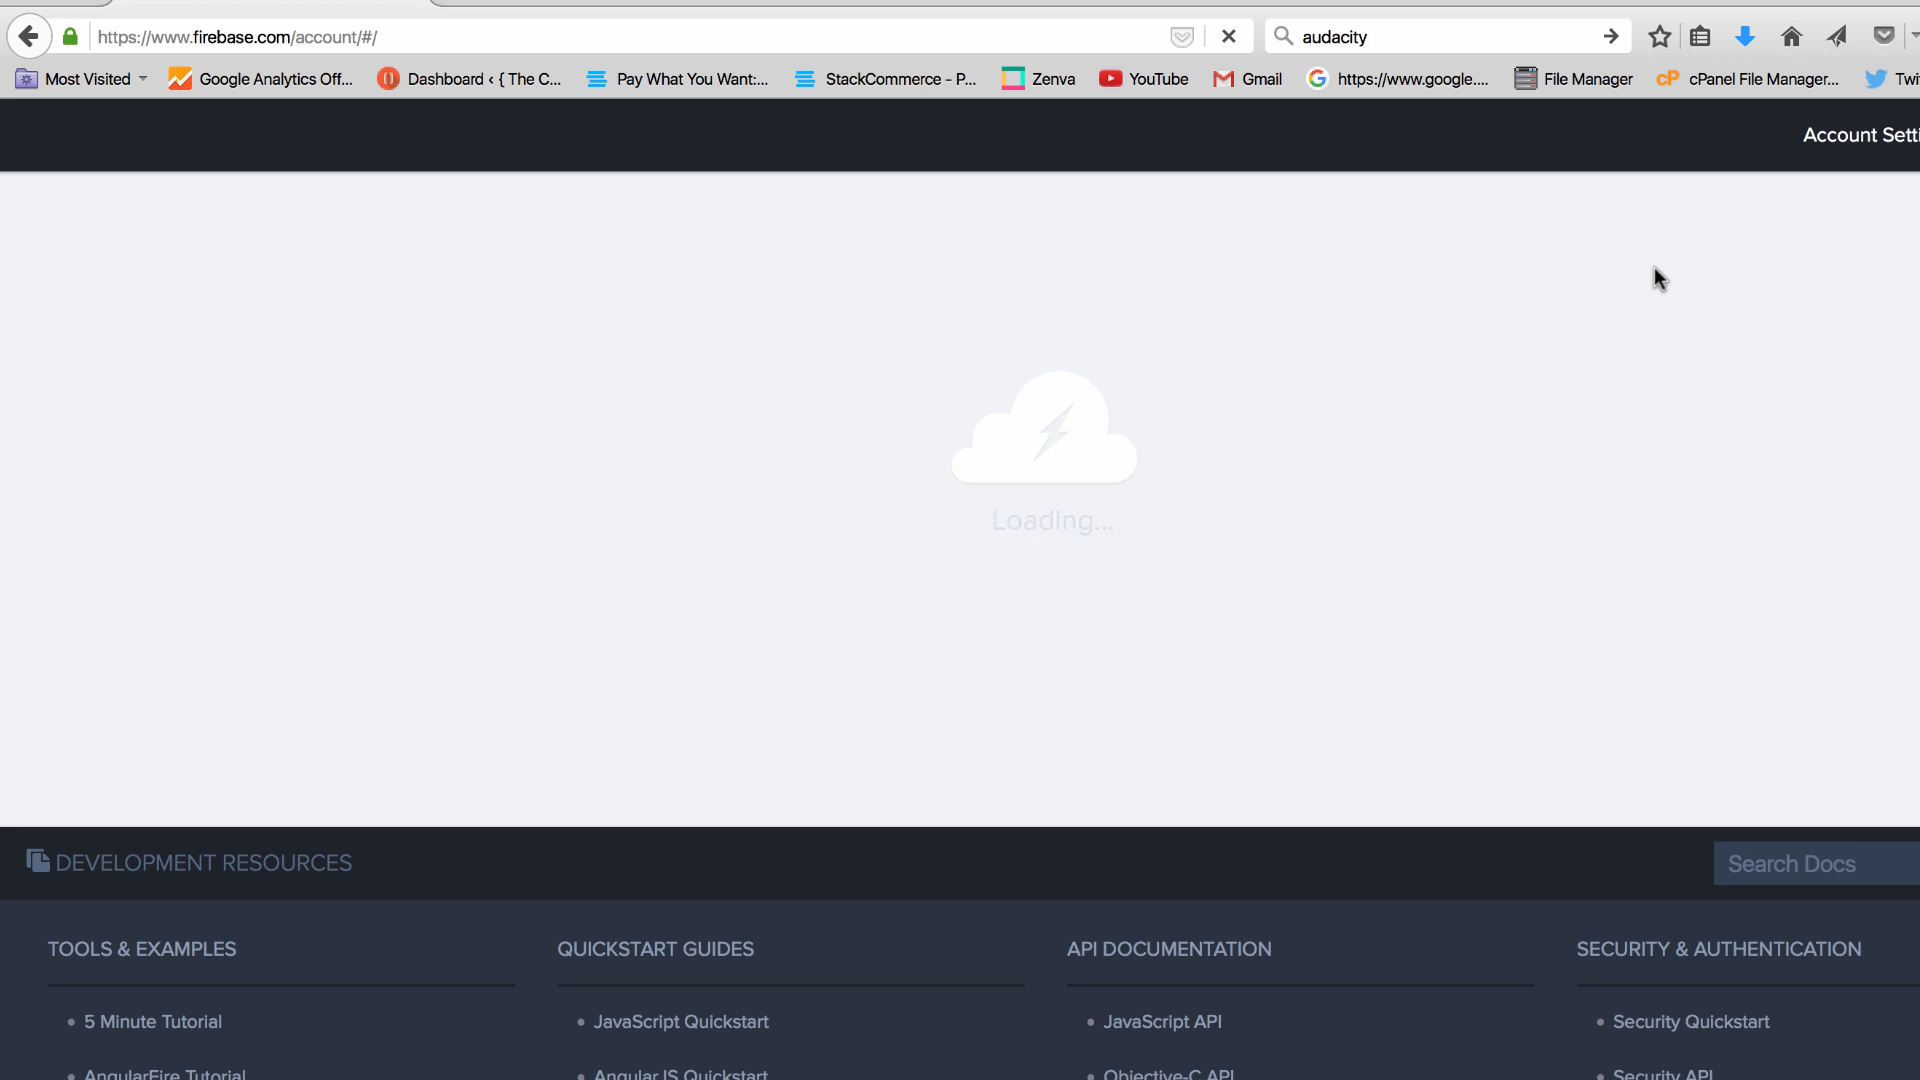 https://www.firebase.com/account/#/
audacity
Most Visited
Google Analytics Off...
Dashboard ‹ { The C...
Pay What You Want:...
StackCommerce - P...
Zenva
YouTube
Gmail
https://www.google....
File Manager
cPanel File Manager...
Twi
Account Setti
Loading...
DEVELOPMENT RESOURCES
Search Docs
TOOLS & EXAMPLES
QUICKSTART GUIDES
API DOCUMENTATION
SECURITY & AUTHENTICATION
• 5 Minute Tutorial
• JavaScript Quickstart
• JavaScript API
• Security Quickstart
• AngularFire Tutorial
• AngularJS Quickstart
• Objective-C API
• Security API